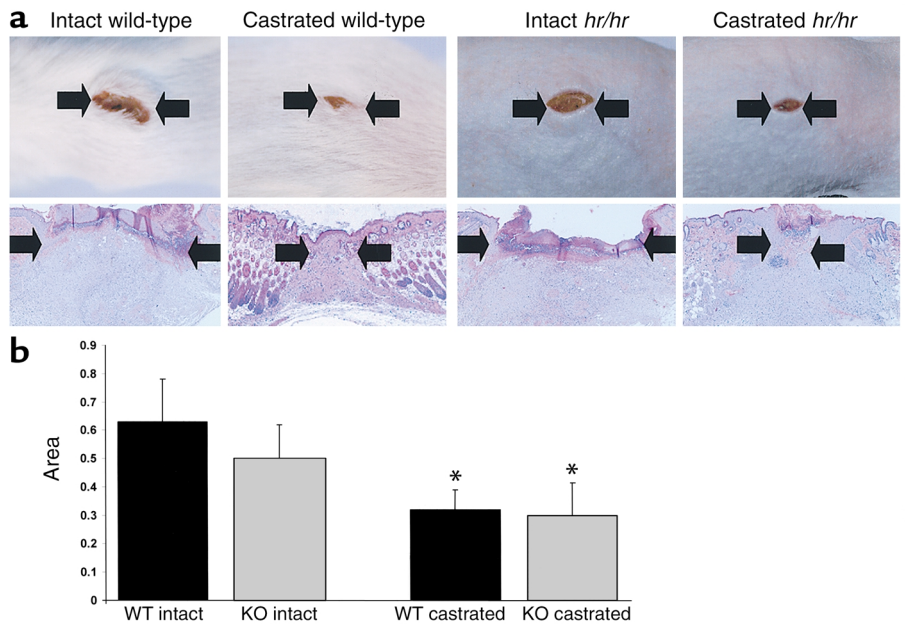 a
Intact wild-type Castrated wild-type Intact hr/hr Castrated hr/hr
b
Area
0.9
0.8
0.7
0.6
0.5
0.4
0.3
0.2
0.1
0
* *
WT intact KO intact WT castrated KO castrated